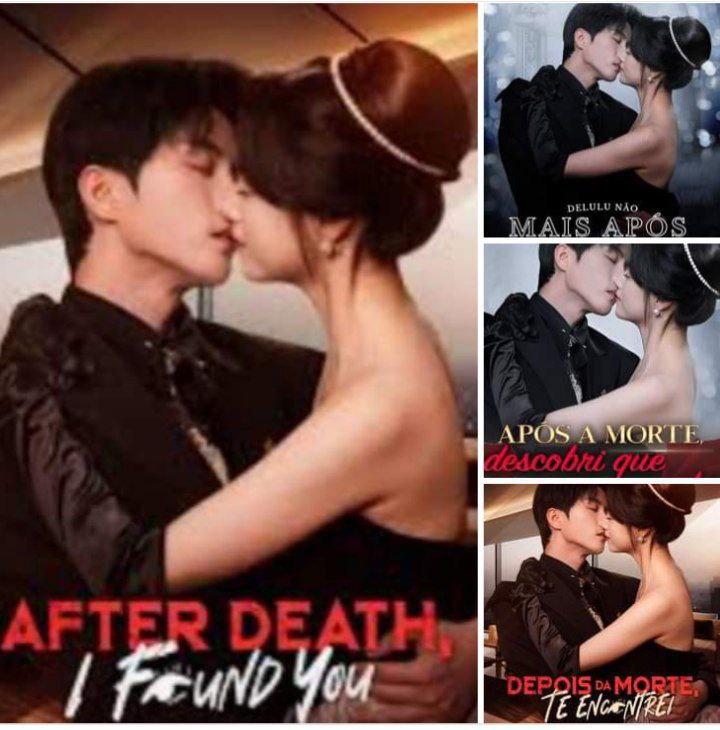 AFTER DEATH,
I FOUND YOU
DELULU NÃO
MAIS APÓS
APÓS A MORTE,
descobri que
DEPOIS DA MORTE,
TE ENCONTREI